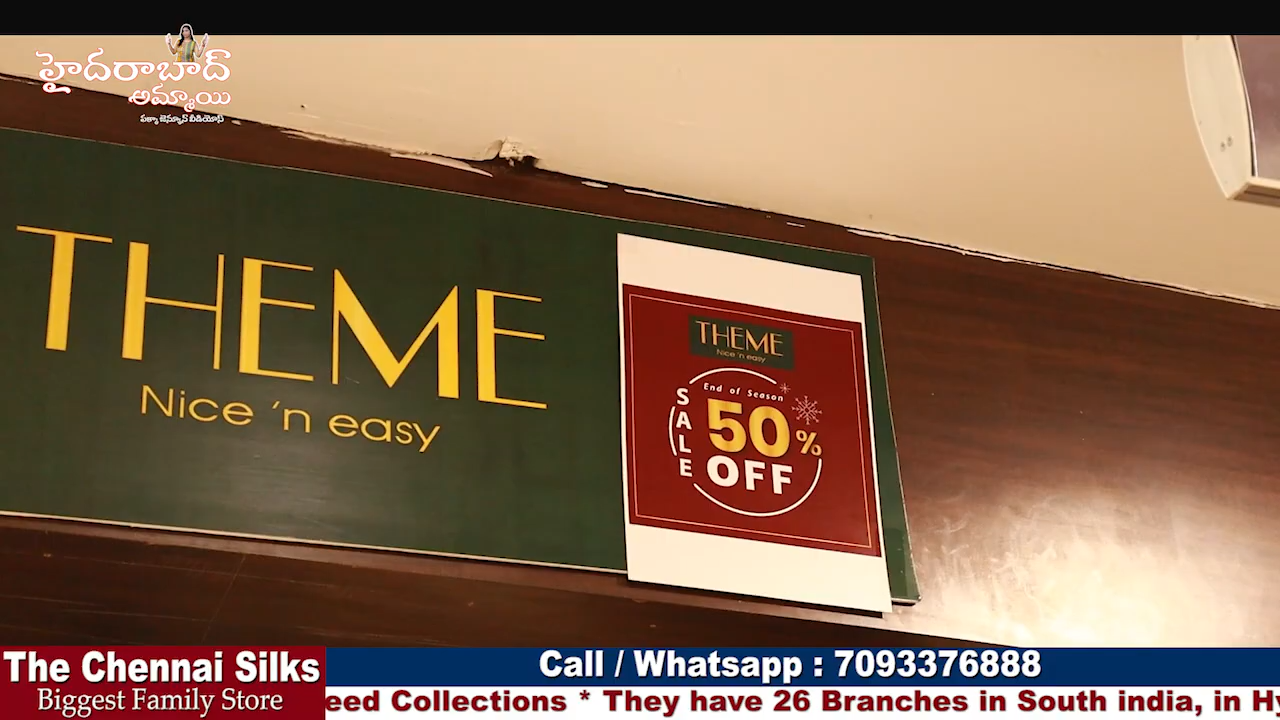 హైదరాబాద్
అమ్మాయి
పక్కా జెన్యూన్ వీడియోస్
THEME
Nice 'n easy
THEME
Nice 'n easy
End of Season
SALE
50%
OFF
The Chennai Silks
Biggest Family Store
Call / Whatsapp : 7093376888
eed Collections * They have 26 Branches in South india, in Hy